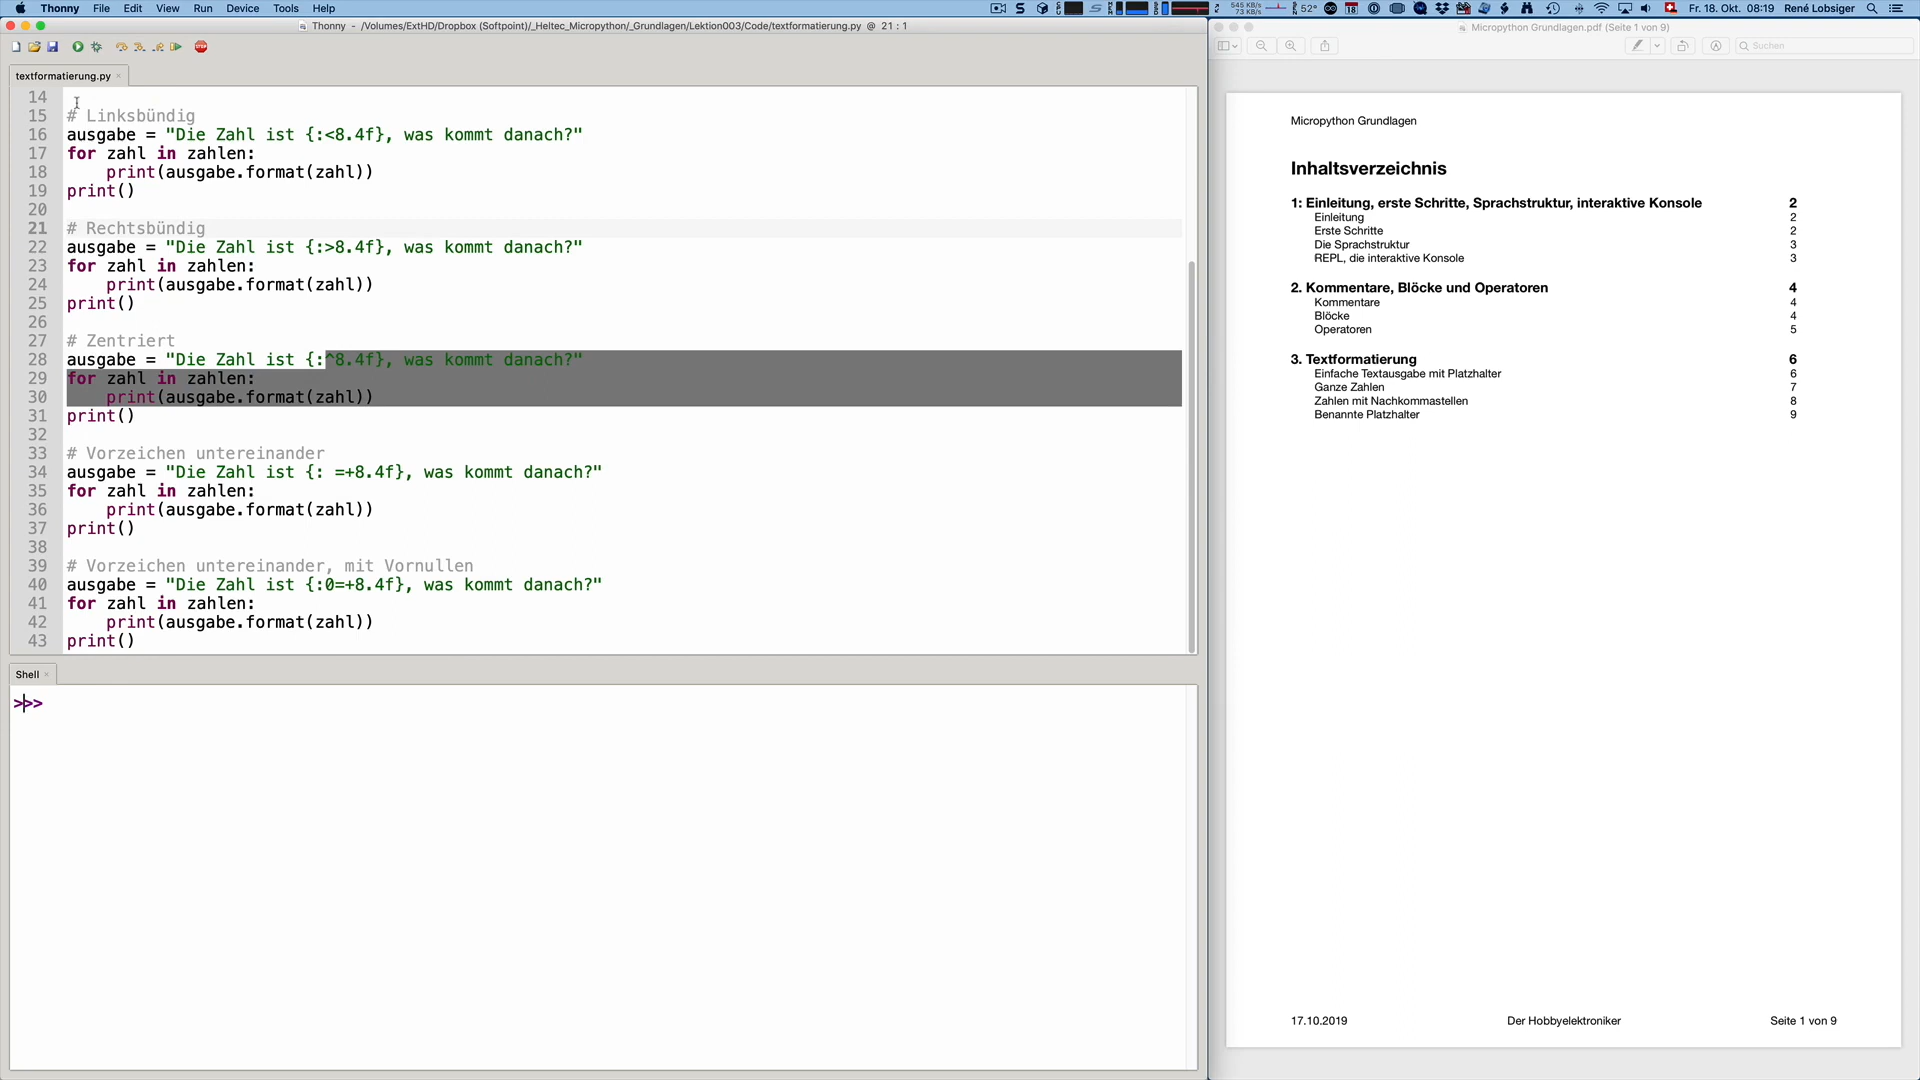 Thonny File Edit View Run Device Tools Help
545 KB/s
73 KB/s
52° 18 Fr. 18. Okt. 08:19 René Lobsiger
Thonny - /Volumes/ExtHD/Dropbox (Softpoint)/_Heltec_Micropython/_Grundlagen/Lektion003/Code/textformatierung.py @ 21 : 1
textformatierung.py ×
14
15 # Linksbündig
16 ausgabe = "Die Zahl ist {:<8.4f}, was kommt danach?"
17 for zahl in zahlen:
18     print(ausgabe.format(zahl))
19 print()
20
21 # Rechtsbündig
22 ausgabe = "Die Zahl ist {:>8.4f}, was kommt danach?"
23 for zahl in zahlen:
24     print(ausgabe.format(zahl))
25 print()
26
27 # Zentriert
28 ausgabe = "Die Zahl ist {:^8.4f}, was kommt danach?"
29 for zahl in zahlen:
30     print(ausgabe.format(zahl))
31 print()
32
33 # Vorzeichen untereinander
34 ausgabe = "Die Zahl ist {: =+8.4f}, was kommt danach?"
35 for zahl in zahlen:
36     print(ausgabe.format(zahl))
37 print()
38
39 # Vorzeichen untereinander, mit Vornullen
40 ausgabe = "Die Zahl ist {:0=+8.4f}, was kommt danach?"
41 for zahl in zahlen:
42     print(ausgabe.format(zahl))
43 print()
Shell ×
>>>
Micropython Grundlagen.pdf (Seite 1 von 9)
Suchen
Micropython Grundlagen
Inhaltsverzeichnis
1: Einleitung, erste Schritte, Sprachstruktur, interaktive Konsole 2
Einleitung 2
Erste Schritte 2
Die Sprachstruktur 3
REPL, die interaktive Konsole 3
2. Kommentare, Blöcke und Operatoren 4
Kommentare 4
Blöcke 4
Operatoren 5
3. Textformatierung 6
Einfache Textausgabe mit Platzhalter 6
Ganze Zahlen 7
Zahlen mit Nachkommastellen 8
Benannte Platzhalter 9
17.10.2019 Der Hobbyelektroniker Seite 1 von 9